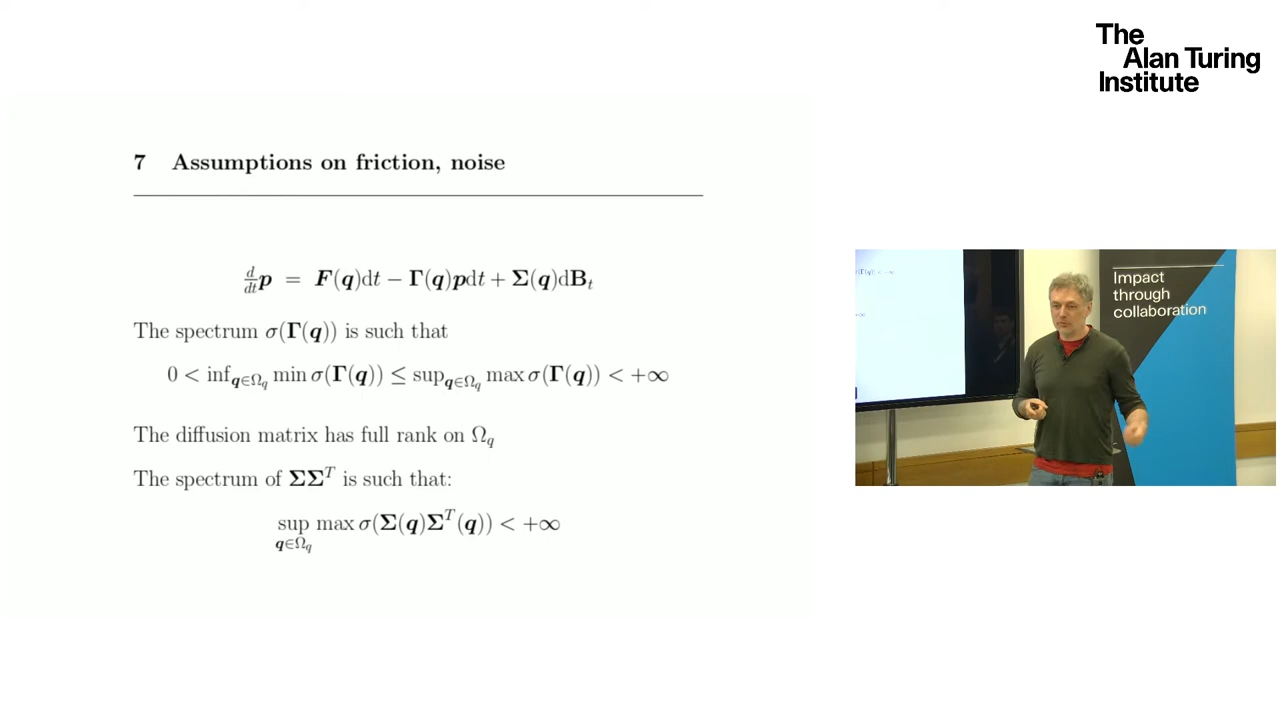 The
Alan Turing
Institute
7 Assumptions on friction, noise
d/dt p = F(q)dt − Γ(q)pdt + Σ(q)dB_t
The spectrum σ(Γ(q)) is such that
0 < inf_{q∈Ω_q} min σ(Γ(q)) ≤ sup_{q∈Ω_q} max σ(Γ(q)) < +∞
The diffusion matrix has full rank on Ω_q
The spectrum of ΣΣ^T is such that:
sup_{q∈Ω_q} max σ(Σ(q)Σ^T(q)) < +∞
Impact
through
collaboration